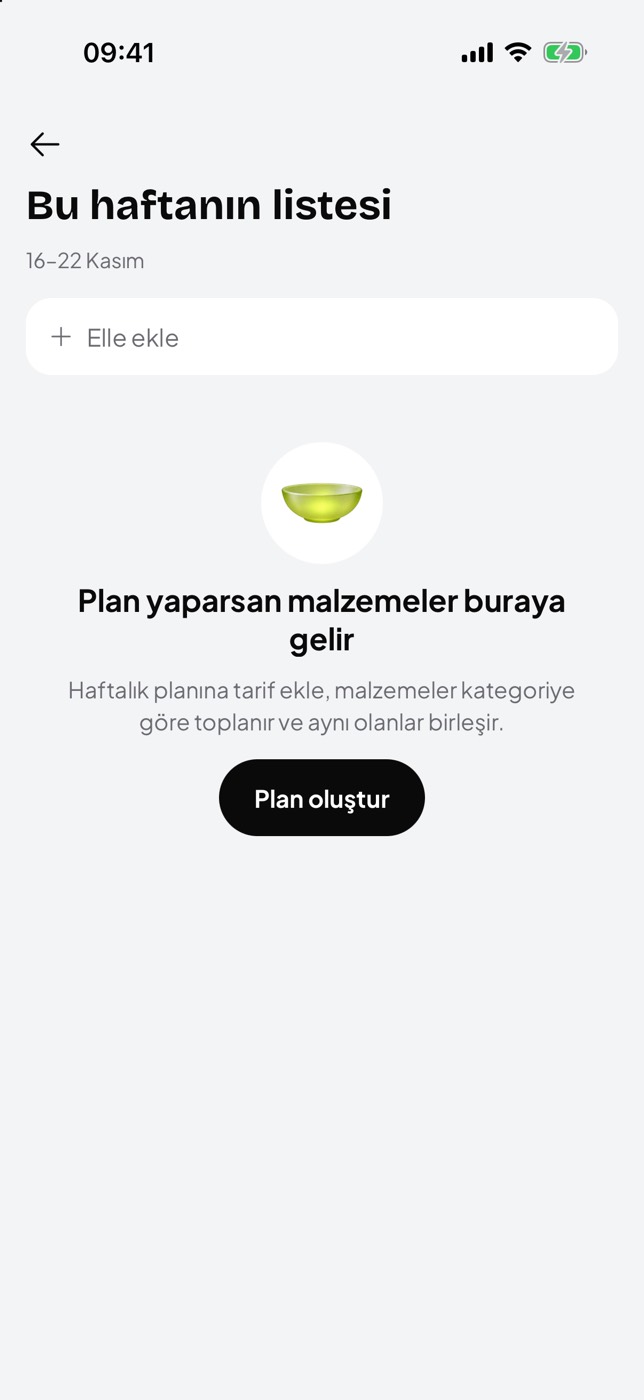 09:41
Bu haftanın listesi
16–22 Kasım
Elle ekle
Plan yaparsan malzemeler buraya
gelir
Haftalık planına tarif ekle, malzemeler kategoriye
göre toplanır ve aynı olanlar birleşir.
Plan oluştur